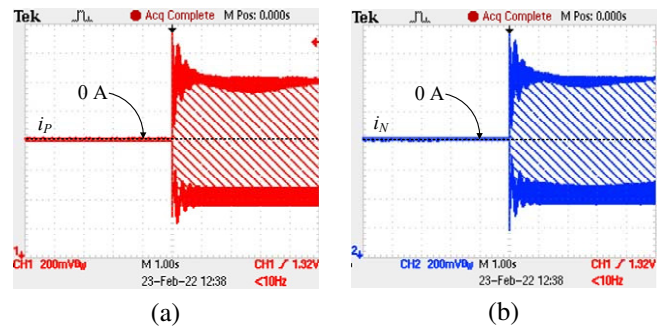 Tek Acq Complete M Pos: 0.000s
0 A
iP
1
CH1 200mVBW M 1.00s CH1 1.32V
23-Feb-22 12:38 <10Hz
(a)
Tek Acq Complete M Pos: 0.000s
0 A
iN
2
CH2 200mVBW M 1.00s CH1 1.32V
23-Feb-22 12:38 <10Hz
(b)